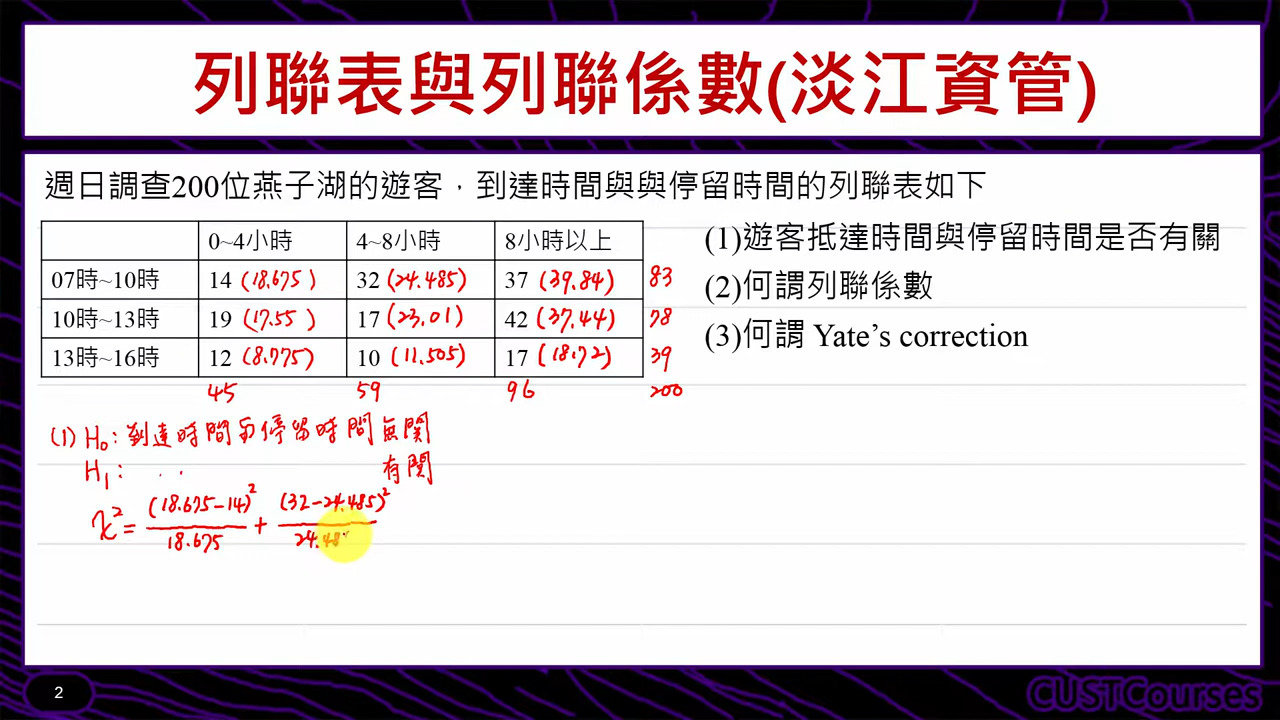 列聯表與列聯係數(淡江資管)
週日調查200位燕子湖的遊客，到達時間與與停留時間的列聯表如下
0~4小時 4~8小時 8小時以上
07時~10時 14 (18.675) 32 (24.485) 37 (39.84) 83
10時~13時 19 (17.55) 17 (23.01) 42 (37.44) 78
13時~16時 12 (8.775) 10 (11.505) 17 (18.72) 39
45 59 96 200
(1)遊客抵達時間與停留時間是否有關
(2)何謂列聯係數
(3)何謂 Yate's correction
(1) H₀: 到達時間與停留時間無關
H₁: .. 有關
χ² = (18.675-14)²/18.675 + (32-24.485)²/24.48
2
CUSTCourses